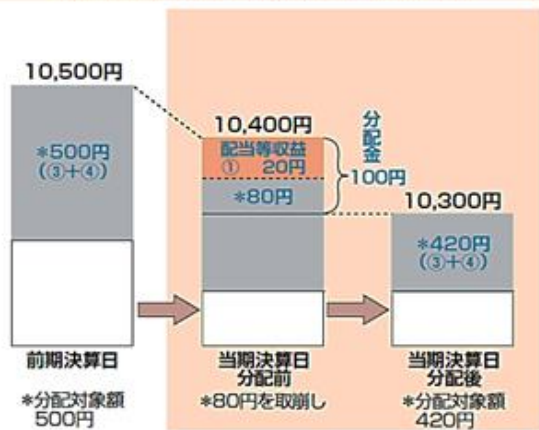 10,500円
*500円
(③+④)
前期決算日
*分配対象額
500円
10,400円
配当等収益
① 20円
*80円
分配金
100円
当期決算日
分配前
*80円を取崩し
10,300円
*420円
(③+④)
当期決算日
分配後
*分配対象額
420円